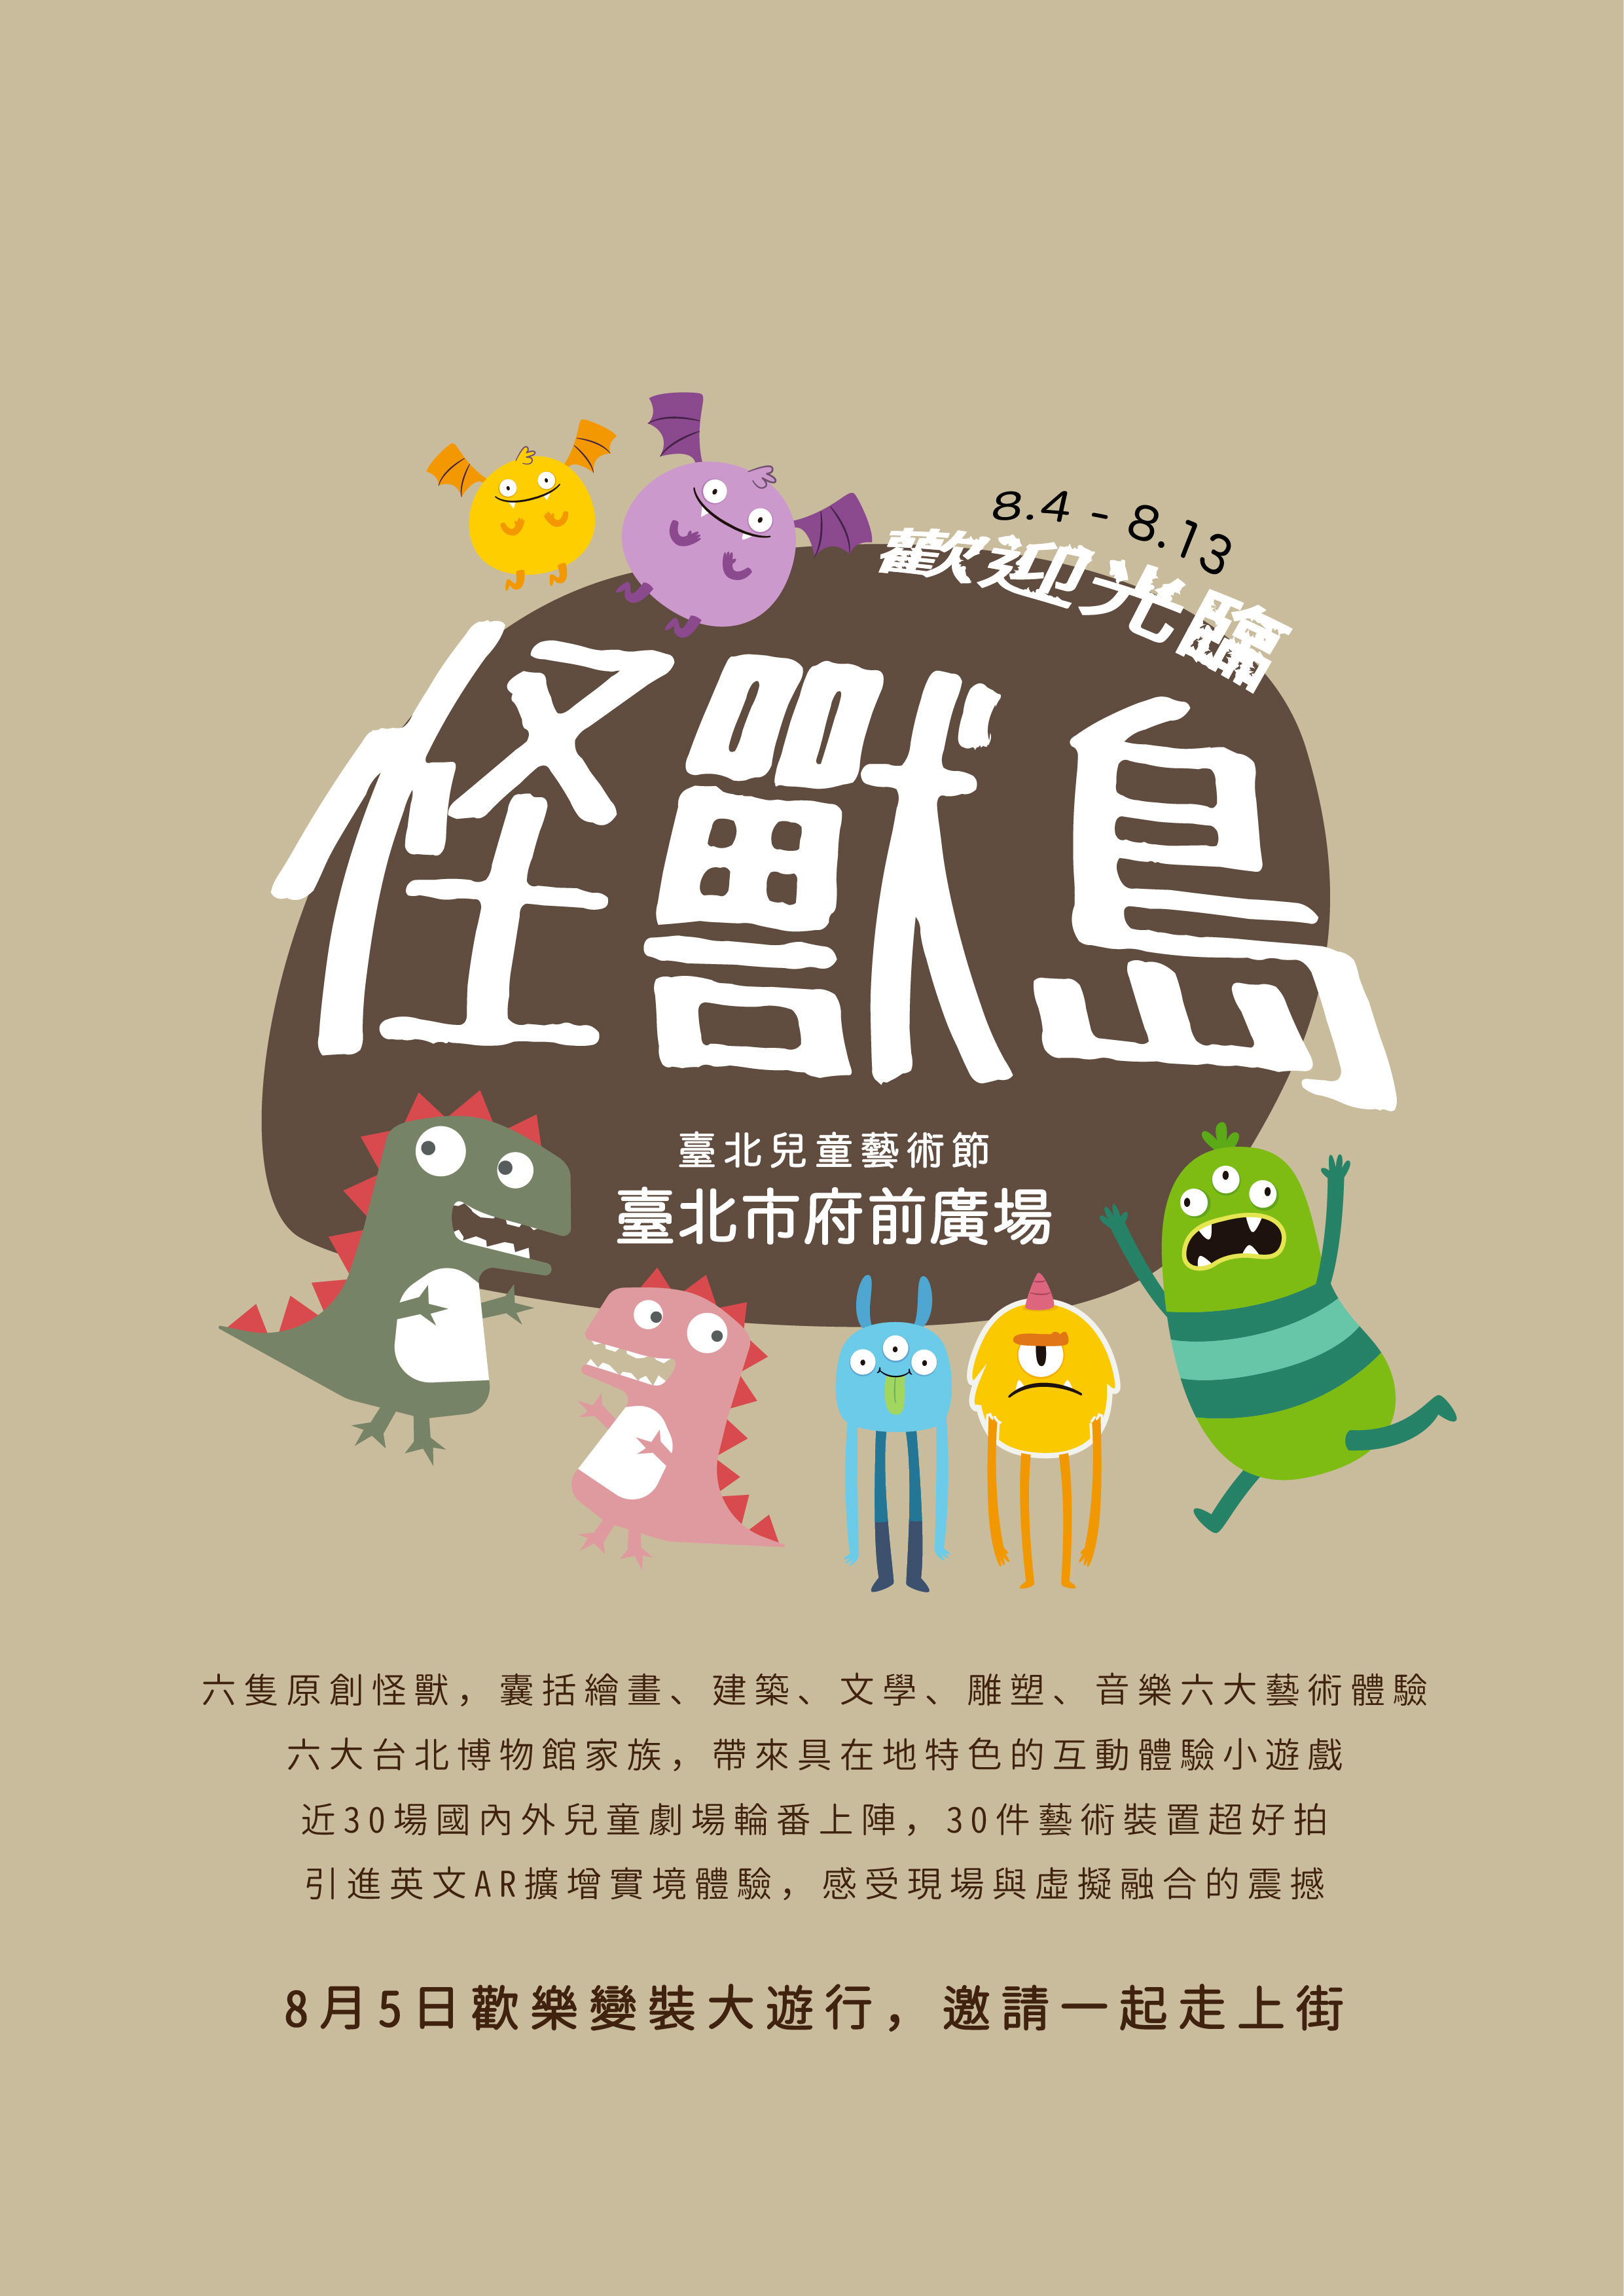 8.4 - 8.13
歡迎光臨
怪獸島
臺北兒童藝術節
臺北市府前廣場
六隻原創怪獸，囊括繪畫、建築、文學、雕塑、音樂六大藝術體驗
六大台北博物館家族，帶來具在地特色的互動體驗小遊戲
近30場國內外兒童劇場輪番上陣，30件藝術裝置超好拍
引進英文AR擴增實境體驗，感受現場與虛擬融合的震撼
8月5日歡樂變裝大遊行，邀請一起走上街